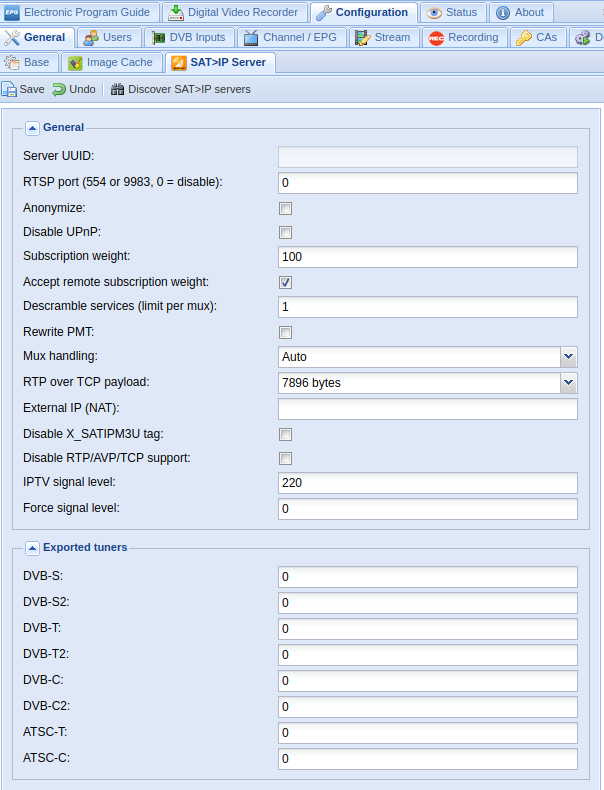 EPG Electronic Program Guide Digital Video Recorder Configuration Status About
General Users DVB Inputs Channel / EPG Stream REC Recording CAs
Base Image Cache SAT>IP Server
Save Undo Discover SAT>IP servers
General
Server UUID:
RTSP port (554 or 9983, 0 = disable): 0
Anonymize:
Disable UPnP:
Subscription weight: 100
Accept remote subscription weight:
Descramble services (limit per mux): 1
Rewrite PMT:
Mux handling: Auto
RTP over TCP payload: 7896 bytes
External IP (NAT):
Disable X_SATIPM3U tag:
Disable RTP/AVP/TCP support:
IPTV signal level: 220
Force signal level: 0
Exported tuners
DVB-S: 0
DVB-S2: 0
DVB-T: 0
DVB-T2: 0
DVB-C: 0
DVB-C2: 0
ATSC-T: 0
ATSC-C: 0